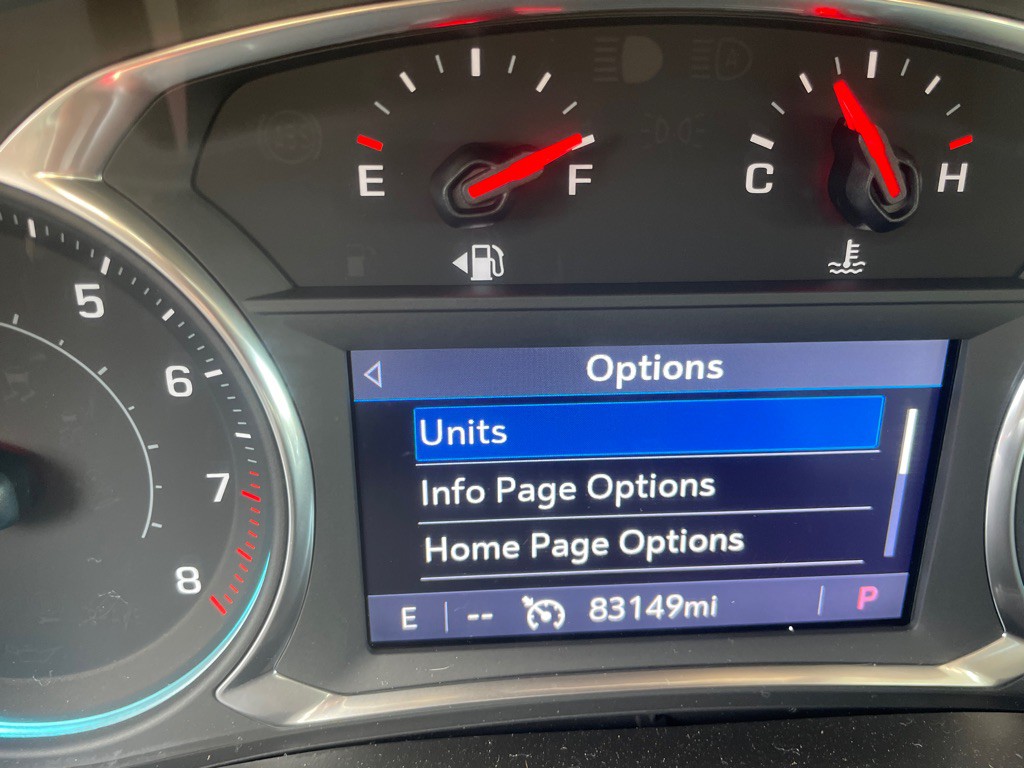 E F
C H
5
6
7
8
Options
Units
Info Page Options
Home Page Options
E -- 83149mi P